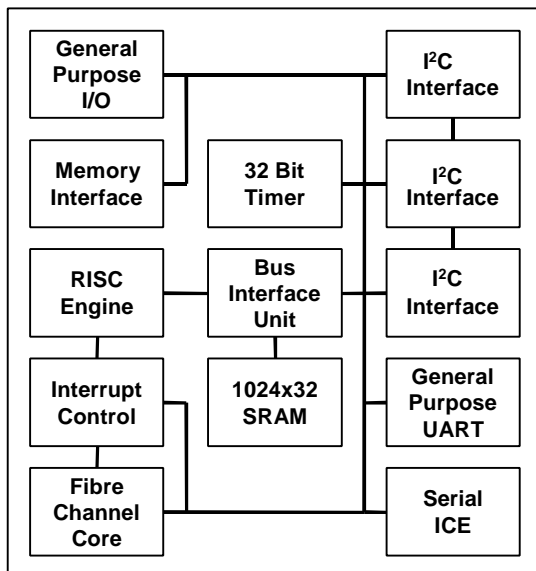 General
Purpose
I/O
I²C
Interface
Memory
Interface
32 Bit
Timer
I²C
Interface
RISC
Engine
Bus
Interface
Unit
I²C
Interface
Interrupt
Control
1024x32
SRAM
General
Purpose
UART
Fibre
Channel
Core
Serial
ICE